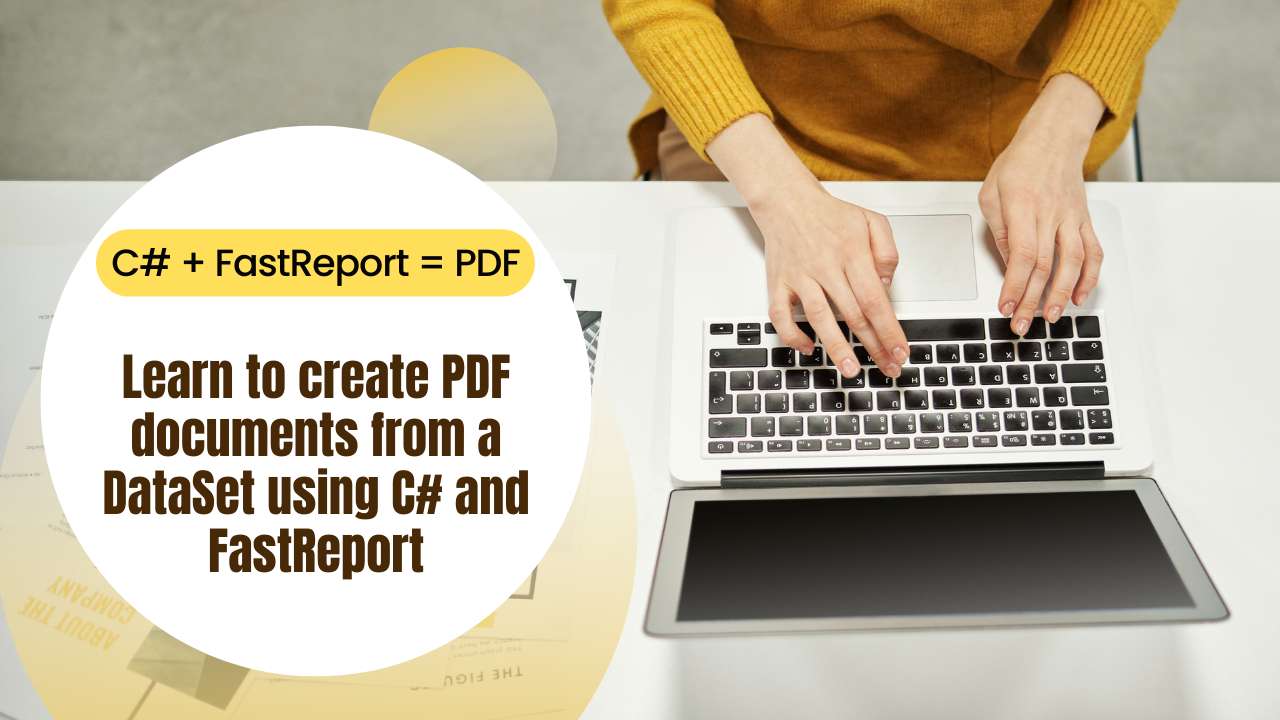 C# + FastReport = PDF
Learn to create PDF
documents from a
DataSet using C# and
FastReport
ABOUT THE
COMPANY
THE FIGU